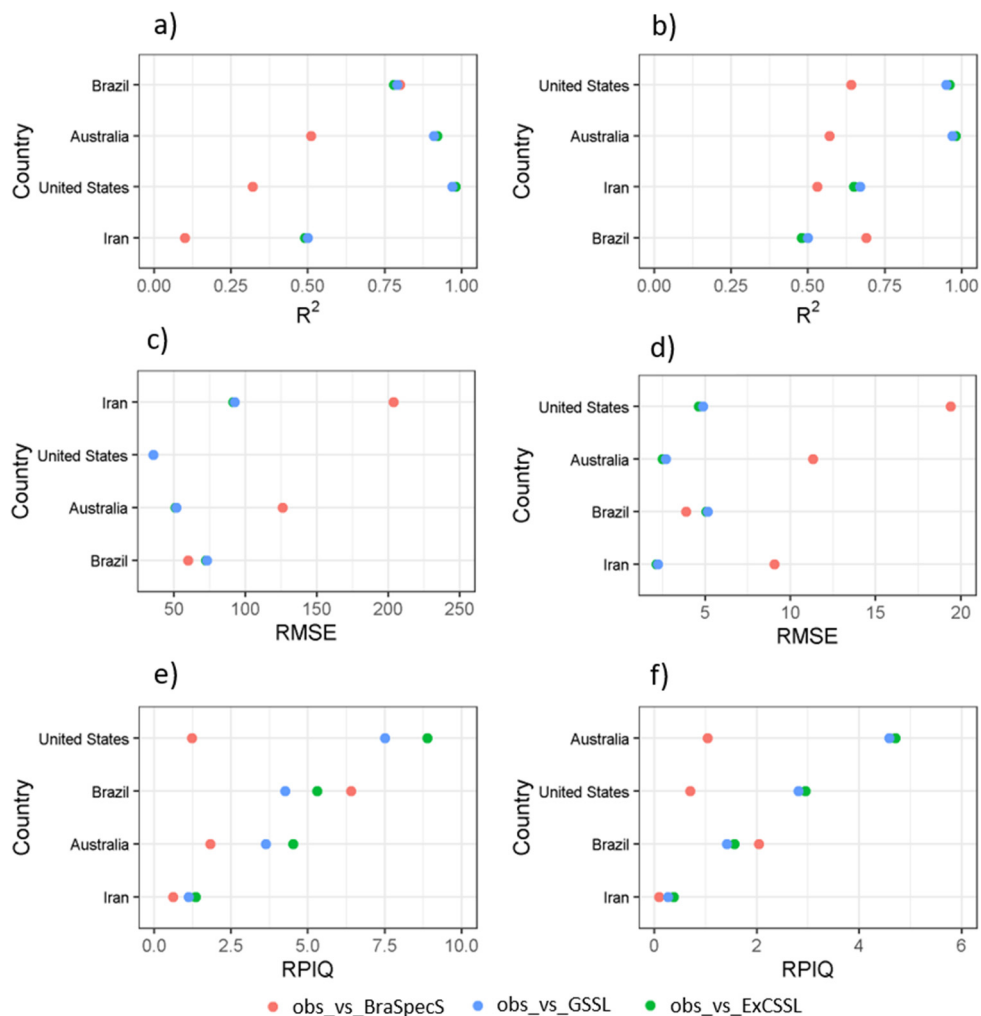 a)
Country
Brazil
Australia
United States
Iran
0.00 0.25 0.50 0.75 1.00
R²
b)
Country
United States
Australia
Iran
Brazil
0.00 0.25 0.50 0.75 1.00
R²
c)
Country
Iran
United States
Australia
Brazil
50 100 150 200 250
RMSE
d)
Country
United States
Australia
Brazil
Iran
5 10 15 20
RMSE
e)
Country
United States
Brazil
Australia
Iran
0.0 2.5 5.0 7.5 10.0
RPIQ
f)
Country
Australia
United States
Brazil
Iran
0 2 4 6
RPIQ
obs_vs_BraSpecS obs_vs_GSSL obs_vs_ExCSSL